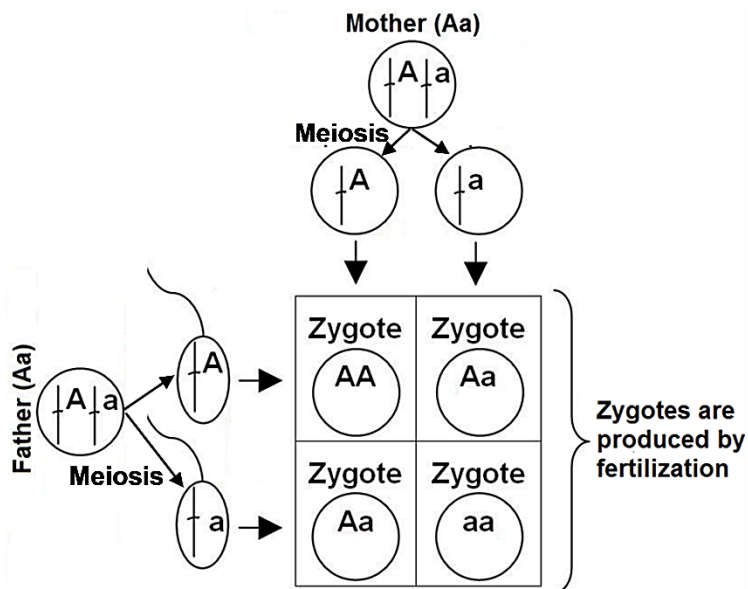 Mother (Aa)
A a
Meiosis
A
a
Father (Aa)
A a
Meiosis
A
a
Zygote
AA
Zygote
Aa
Zygote
Aa
Zygote
aa
Zygotes are
produced by
fertilization